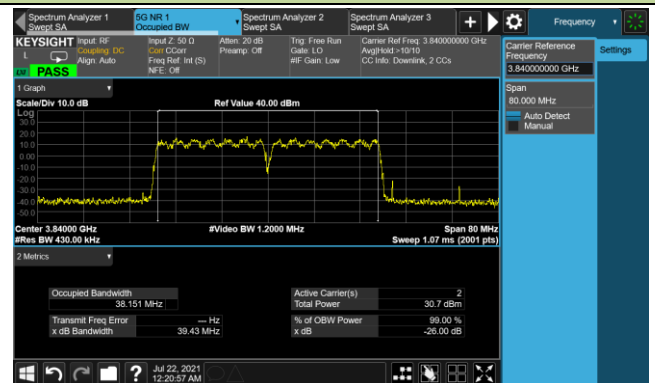 Spectrum Analyzer 1
Swept SA
5G NR 1
Occupied BW
Spectrum Analyzer 2
Swept SA
Spectrum Analyzer 3
Swept SA
Frequency
KEYSIGHT
L
PASS
Input: RF
Coupling: DC
Align: Auto
Input Z: 50 Ω
Corr CCorr
Freq Ref: Int (S)
NFE: Off
Atten: 20 dB
Preamp: Off
Trig: Free Run
Gate: LO
#IF Gain: Low
Carrier Ref Freq: 3.840000000 GHz
Avg|Hold:>10/10
CC Info: Downlink, 2 CCs
Carrier Reference
Frequency
3.840000000 GHz
Settings
Span
80.000 MHz
Auto Detect
Manual
1 Graph
Scale/Div 10.0 dB
Ref Value 40.00 dBm
Log
30.0
20.0
10.0
0.00
-10.0
-20.0
-30.0
-40.0
-50.0
Center 3.84000 GHz
#Video BW 1.2000 MHz
Span 80 MHz
#Res BW 430.00 kHz
Sweep 1.07 ms (2001 pts)
2 Metrics
Occupied Bandwidth
38.151 MHz
Active Carrier(s) 2
Total Power 30.7 dBm
Transmit Freq Error --- Hz
x dB Bandwidth 39.43 MHz
% of OBW Power 99.00 %
x dB -26.00 dB
?
Jul 22, 2021
12:20:57 AM